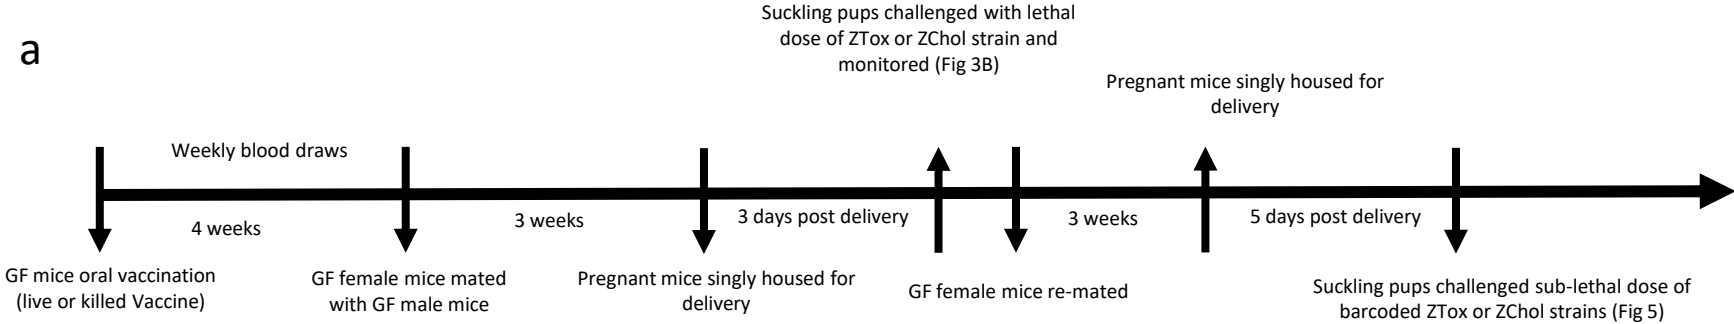 a
Suckling pups challenged with lethal
dose of ZTox or ZChol strain and
monitored (Fig 3B)
Pregnant mice singly housed for
delivery
Weekly blood draws
4 weeks
3 weeks
3 days post delivery
3 weeks
5 days post delivery
GF mice oral vaccination
(live or killed Vaccine)
GF female mice mated
with GF male mice
Pregnant mice singly housed for
delivery
GF female mice re-mated
Suckling pups challenged sub-lethal dose of
barcoded ZTox or ZChol strains (Fig 5)